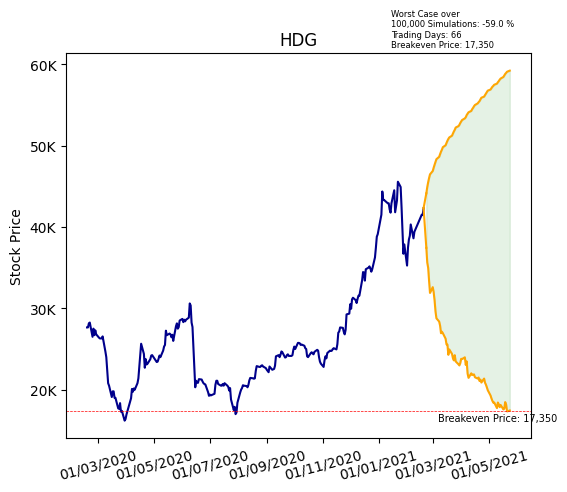 Worst Case over
100,000 Simulations: -59.0 %
Trading Days: 66
Breakeven Price: 17,350
HDG
Stock Price
60K
50K
40K
30K
20K
Breakeven Price: 17,350
01/03/2020
01/05/2020
01/07/2020
01/09/2020
01/11/2020
01/01/2021
01/03/2021
01/05/2021